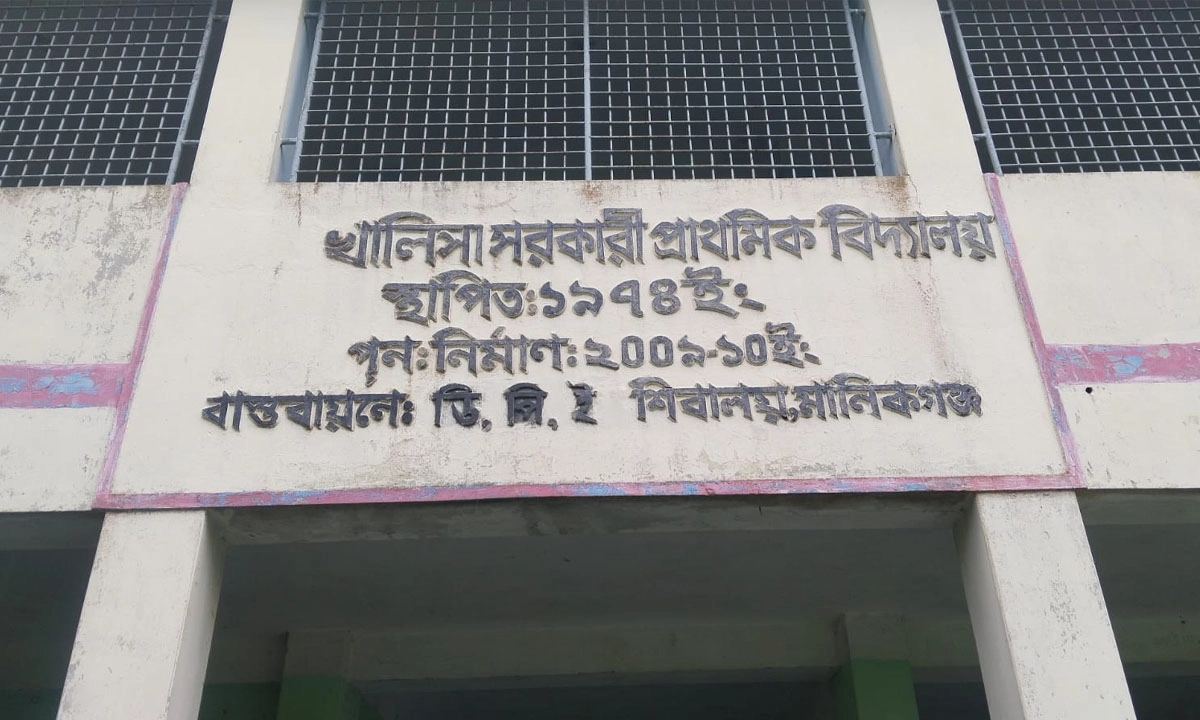 খালিসা সরকারী প্রাথমিক বিদ্যালয়
স্থাপিতঃ১৯৭৪ইং
পুনঃনির্মাণঃ২০০৯-১০ইং
বাস্তবায়নেঃ ডি, পি, ই শিবালয়,মানিকগঞ্জ